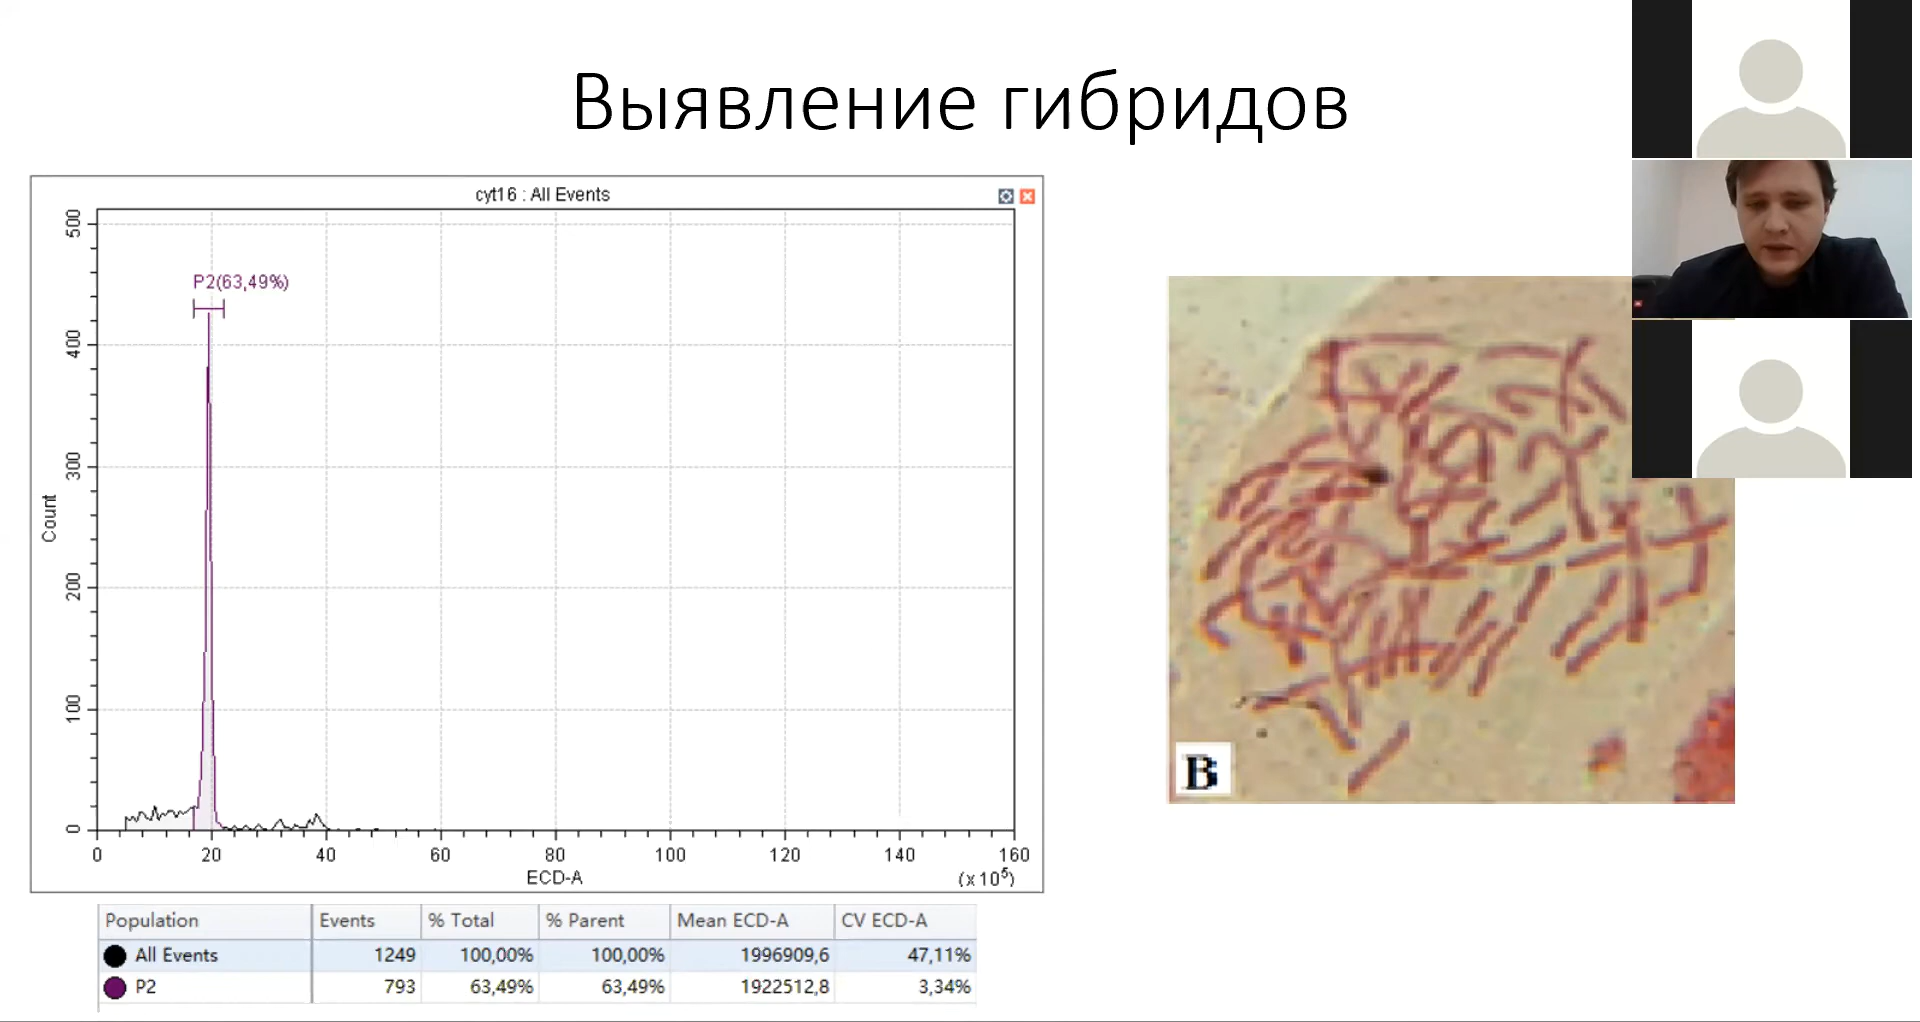 Выявление гибридов
cyt16 : All Events
500
400
300
200
100
0
Count
P2(63,49%)
0 20 40 60 80 100 120 140 160
ECD-A
(x 10⁵)
Population Events % Total % Parent Mean ECD-A CV ECD-A
All Events 1249 100,00% 100,00% 1996909,6 47,11%
P2 793 63,49% 63,49% 1922512,8 3,34%
B